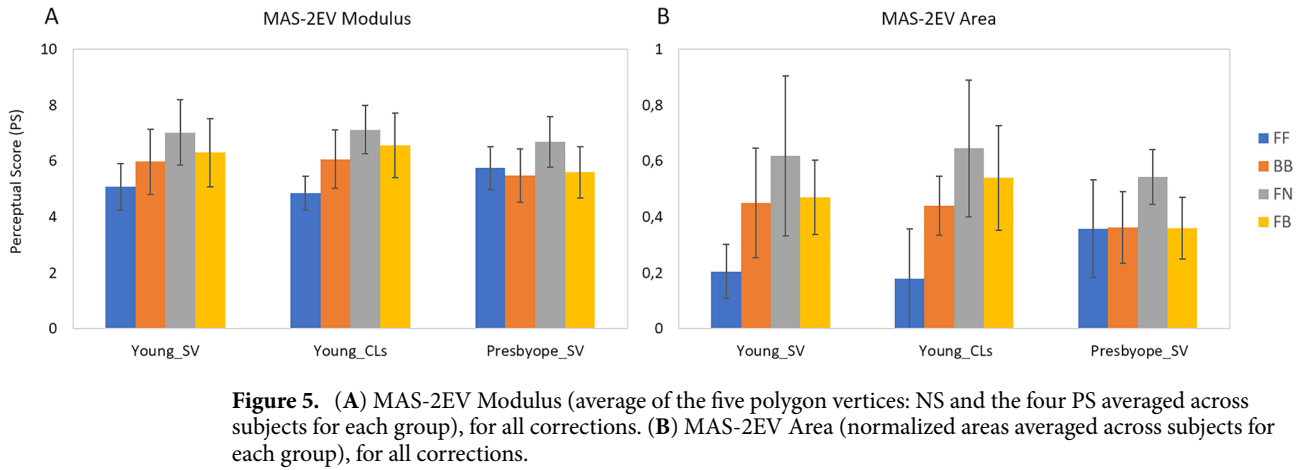 A
MAS-2EV Modulus
Perceptual Score (PS)
10
8
6
4
2
0
Young_SV Young_CLs Presbyope_SV
B
MAS-2EV Area
1
0,8
0,6
0,4
0,2
0
Young_SV Young_CLs Presbyope_SV
FF
BB
FN
FB
Figure 5. (A) MAS-2EV Modulus (average of the five polygon vertices: NS and the four PS averaged across
subjects for each group), for all corrections. (B) MAS-2EV Area (normalized areas averaged across subjects for
each group), for all corrections.